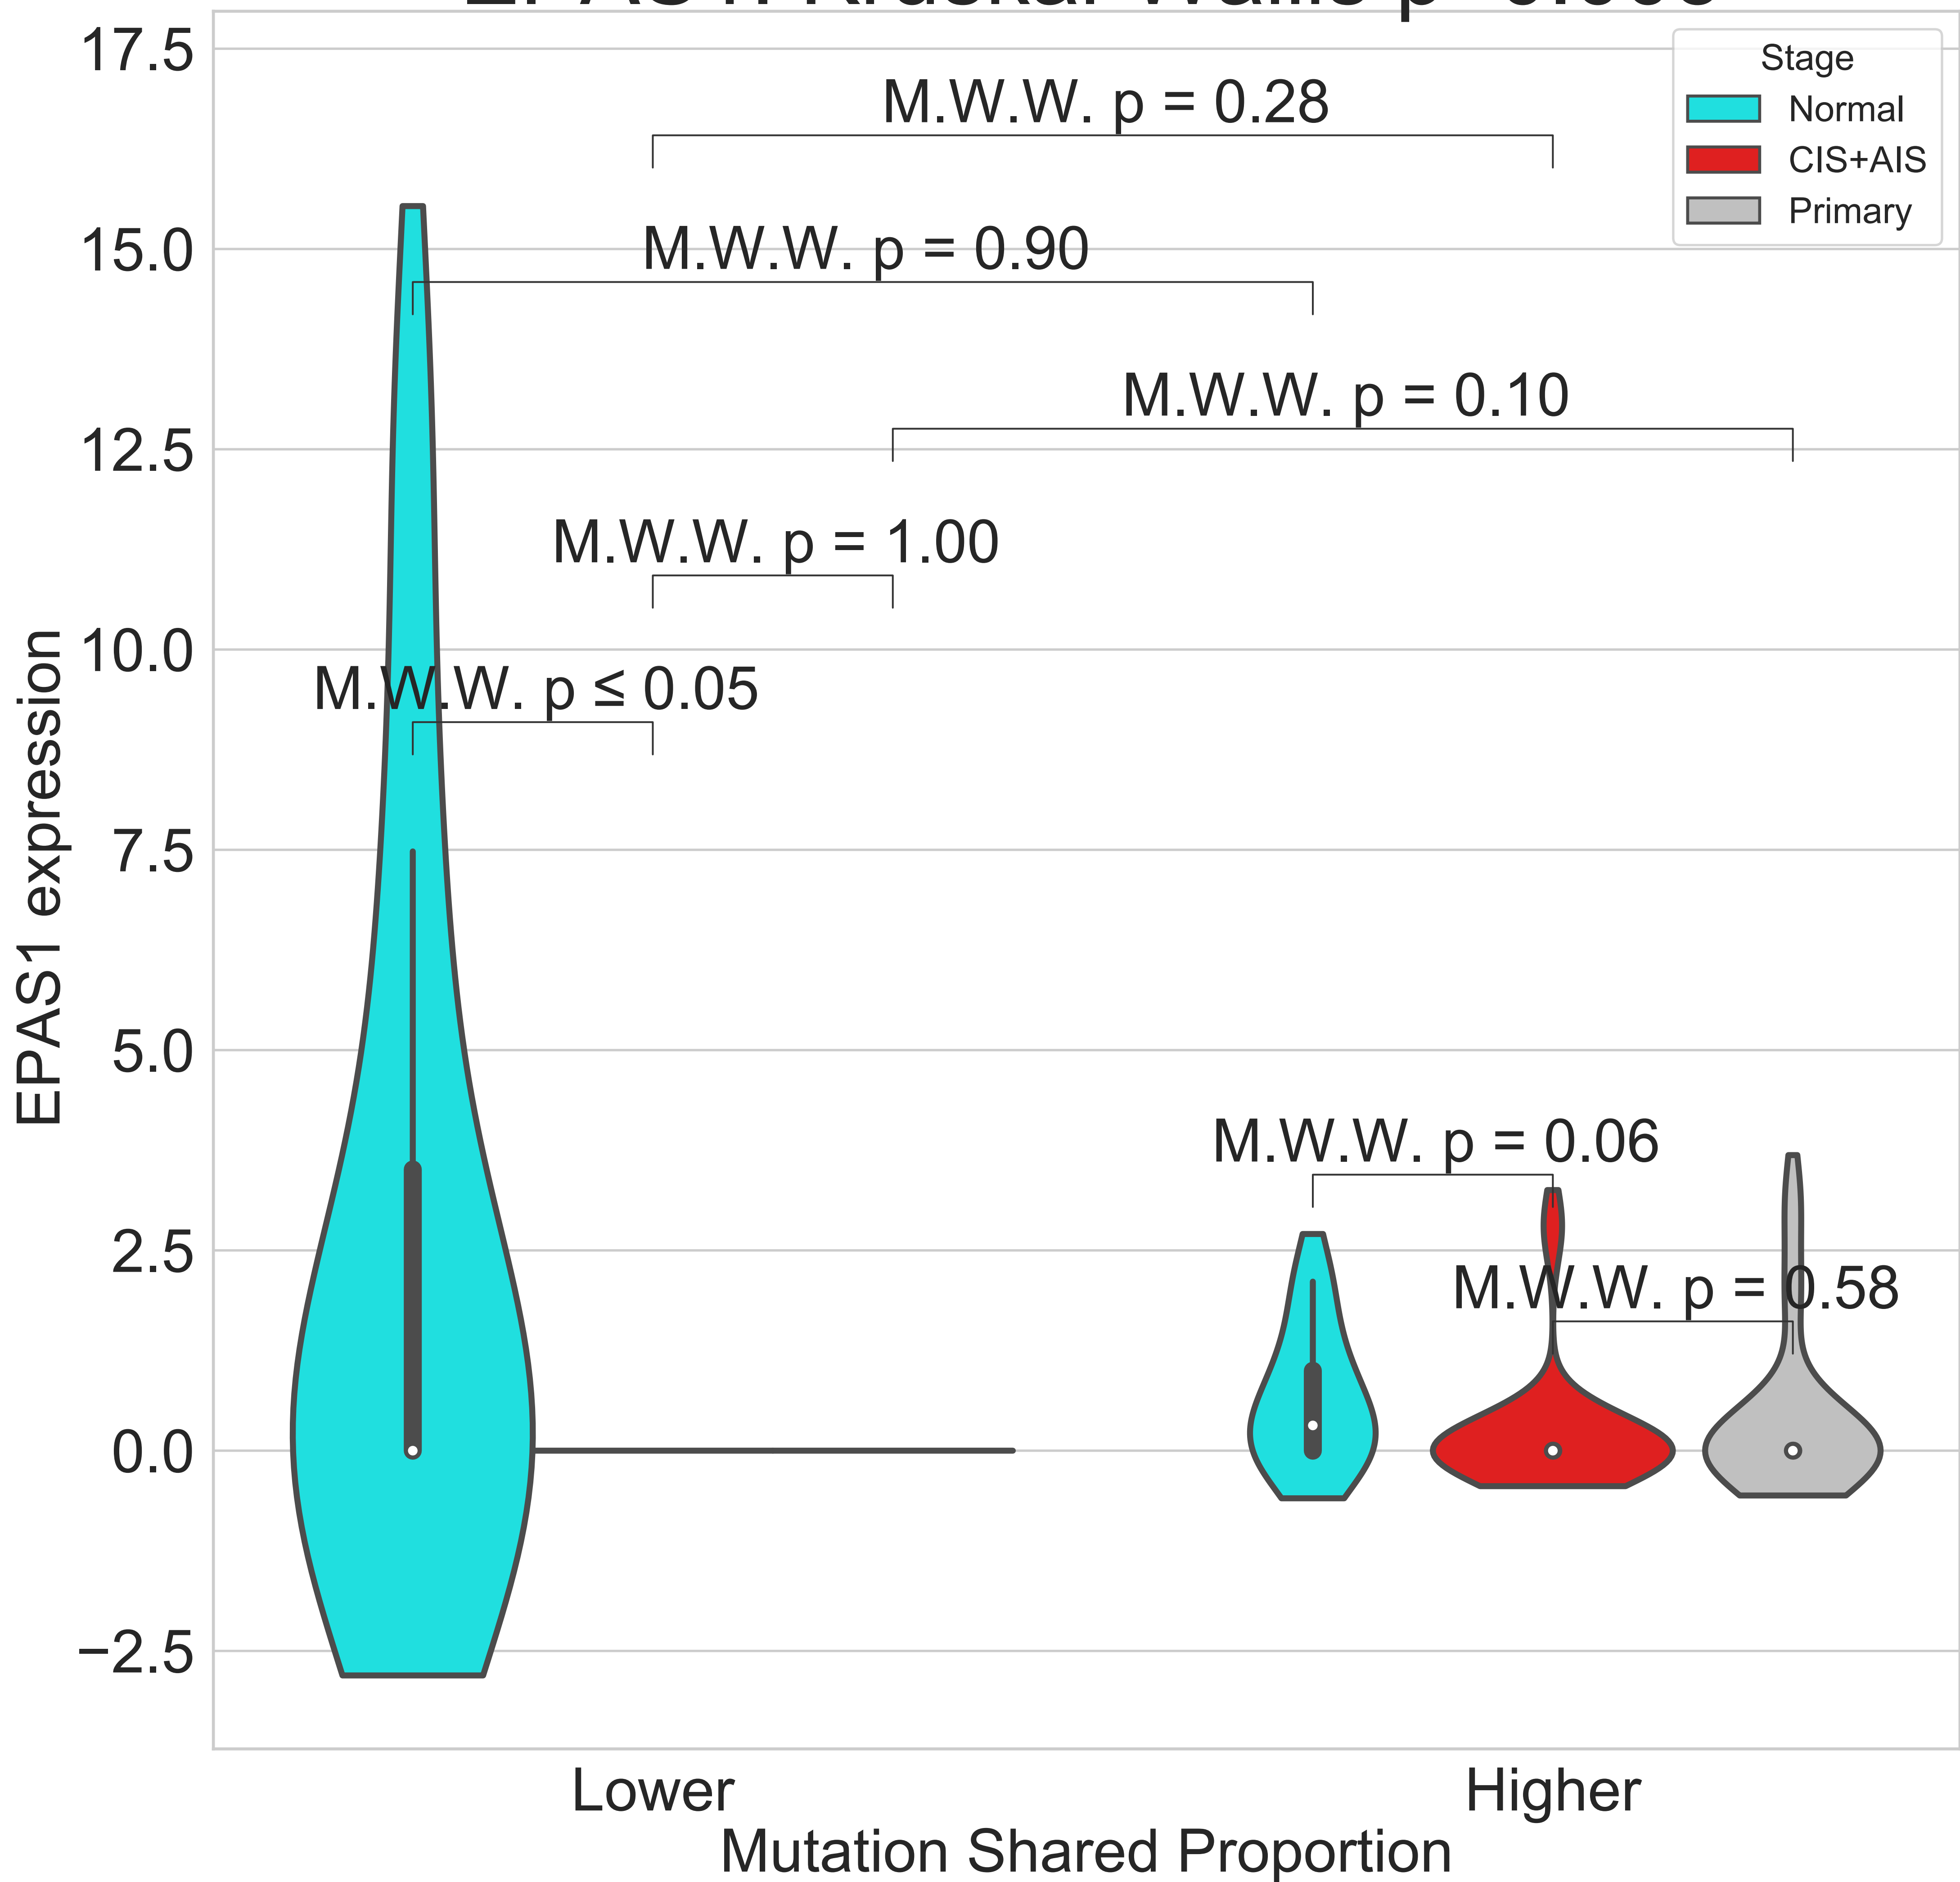 17.5
15.0
12.5
10.0
7.5
5.0
2.5
0.0
−2.5
EPAS1 expression
Stage
Normal
CIS+AIS
Primary
M.W.W. p = 0.28
M.W.W. p = 0.90
M.W.W. p = 0.10
M.W.W. p = 1.00
M.W.W. p ≤ 0.05
M.W.W. p = 0.06
M.W.W. p = 0.58
Lower
Higher
Mutation Shared Proportion